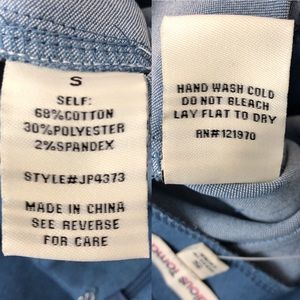 S
SELF:
68%COTTON
30%POLYESTER
2%SPANDEX
STYLE#JP4373
MADE IN CHINA
SEE REVERSE
FOR CARE
HAND WASH COLD
DO NOT BLEACH
LAY FLAT TO DRY
RN#121970